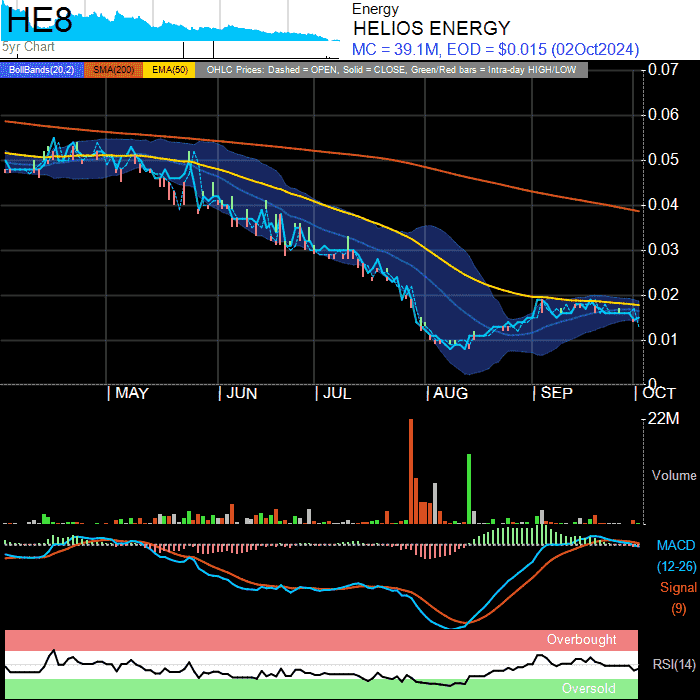 HE8
5yr Chart
Energy
HELIOS ENERGY
MC = 39.1M, EOD = $0.015 (02Oct2024)
BollBands(20,2) SMA(200) EMA(50) OHLC Prices: Dashed = OPEN, Solid = CLOSE, Green/Red bars = Intra-day HIGH/LOW
0.07
0.06
0.05
0.04
0.03
0.02
0.01
0
MAY JUN JUL AUG SEP OCT
22M
Volume
MACD
(12-26)
Signal
(9)
Overbought
RSI(14)
Oversold